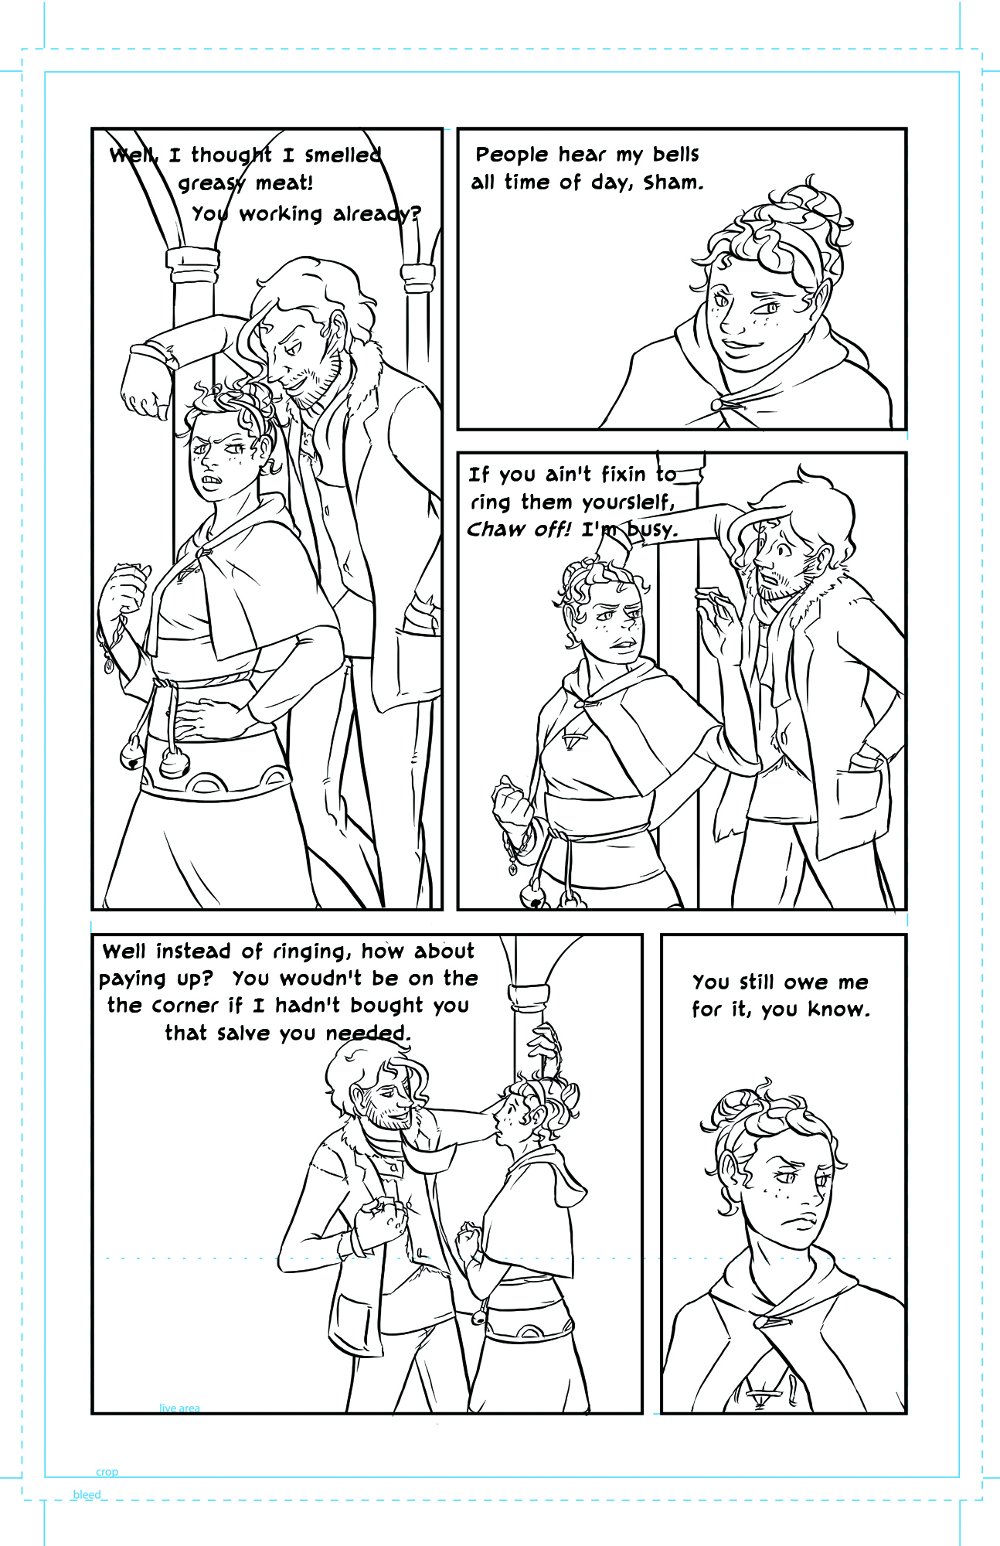 Well, I thought I smelled
greasy meat!
You working already?
People hear my bells
all time of day, Sham.
If you ain't fixin to
ring them yourslelf,
Chaw off! I'm busy.
Well instead of ringing, how about
paying up? You woudn't be on the
the corner if I hadn't bought you
that salve you needed.
You still owe me
for it, you know.
live area
crop
bleed